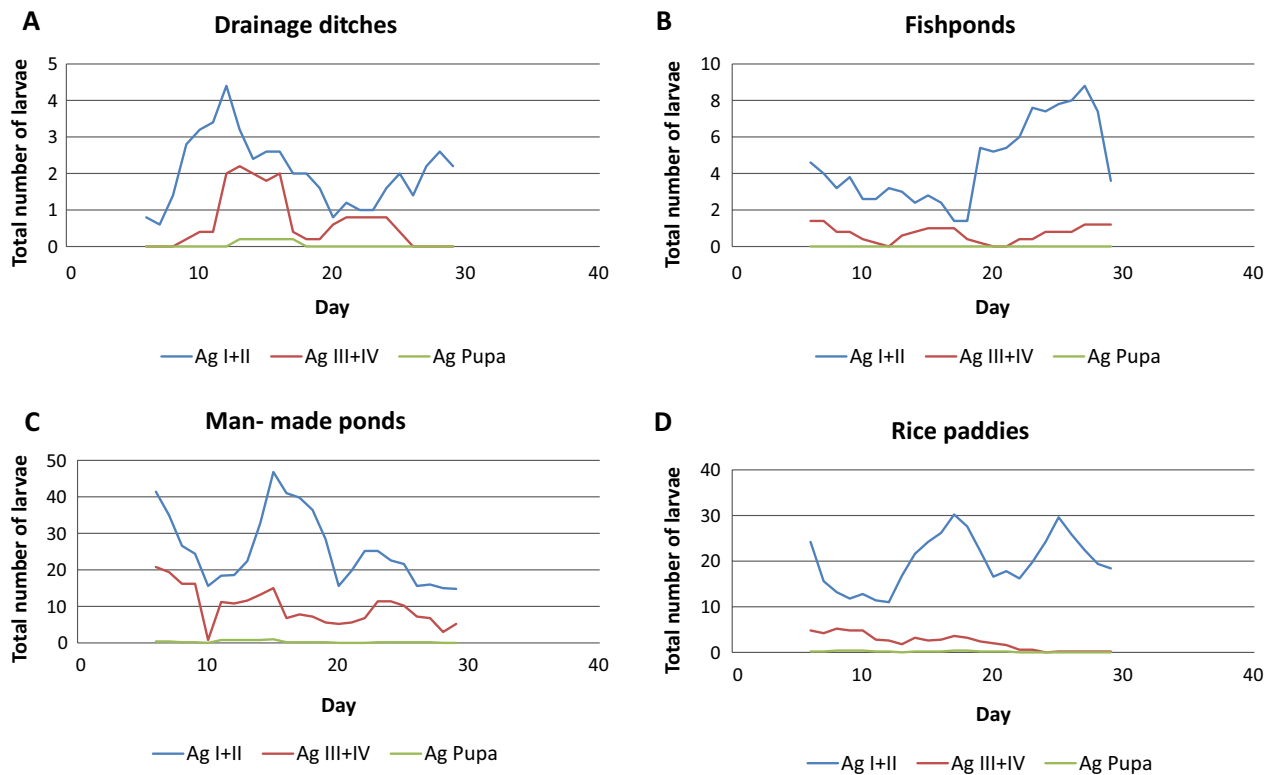 A
Drainage ditches
Total number of larvae
5
4
3
2
1
0
0 10 20 30 40
Day
Ag I+II Ag III+IV Ag Pupa
B
Fishponds
Total number of larvae
10
8
6
4
2
0
0 10 20 30 40
Day
Ag I+II Ag III+IV Ag Pupa
C
Man- made ponds
Total number of larvae
50
40
30
20
10
0
0 10 20 30 40
Day
Ag I+II Ag III+IV Ag Pupa
D
Rice paddies
Total number of larvae
40
30
20
10
0
0 10 20 30 40
Day
Ag I+II Ag III+IV Ag Pupa